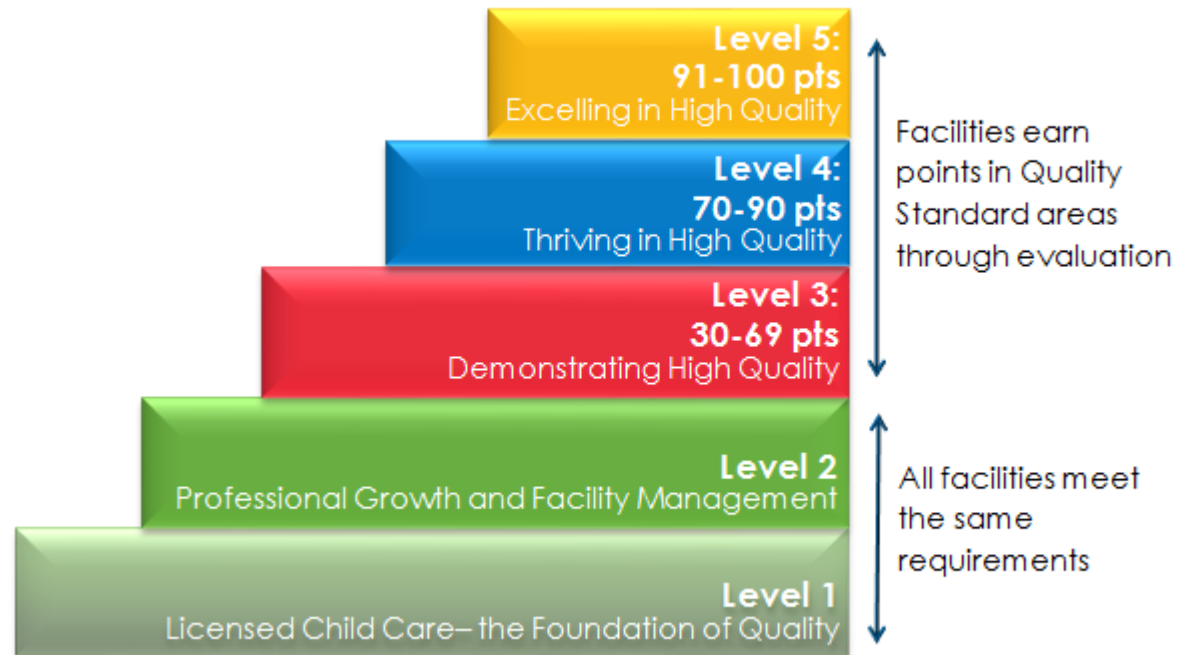 Level 5:
91-100 pts
Excelling in High Quality
Level 4:
70-90 pts
Thriving in High Quality
Level 3:
30-69 pts
Demonstrating High Quality
Facilities earn
points in Quality
Standard areas
through evaluation
Level 2
Professional Growth and Facility Management
Level 1
Licensed Child Care– the Foundation of Quality
All facilities meet
the same
requirements